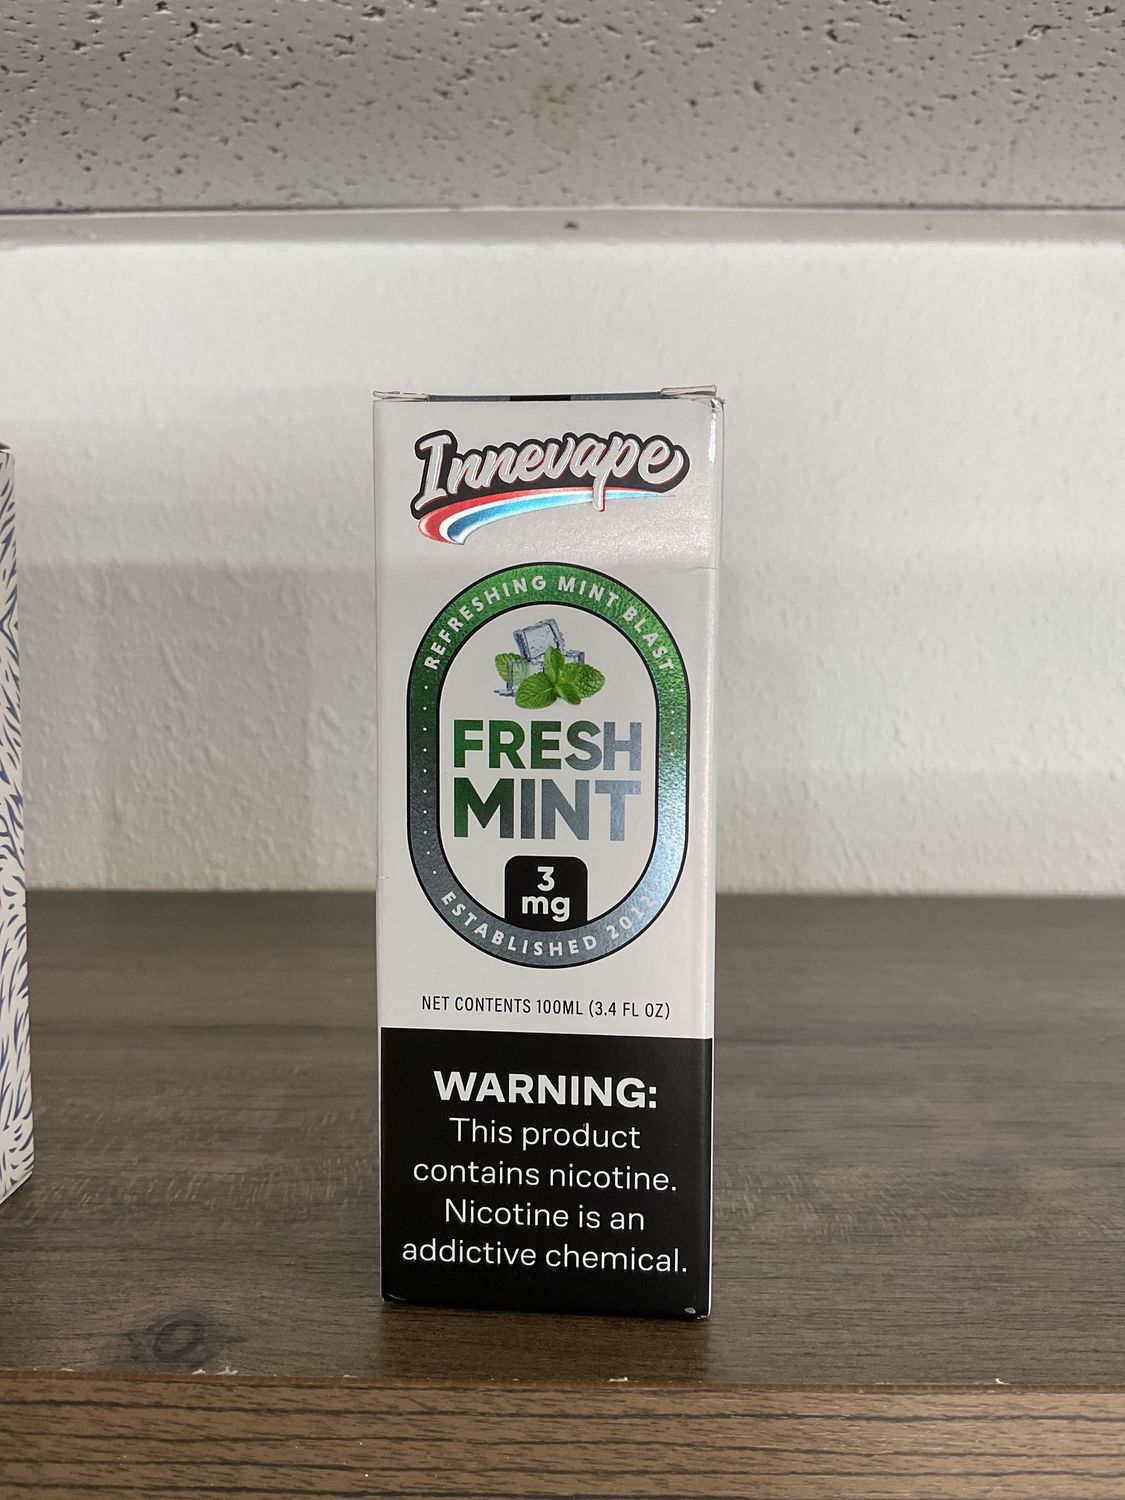 Innevape
REFRESHING MINT BLAST
FRESH
MINT
3
mg
ESTABLISHED 2012
NET CONTENTS 100ML (3.4 FL OZ)
WARNING:
This product
contains nicotine.
Nicotine is an
addictive chemical.